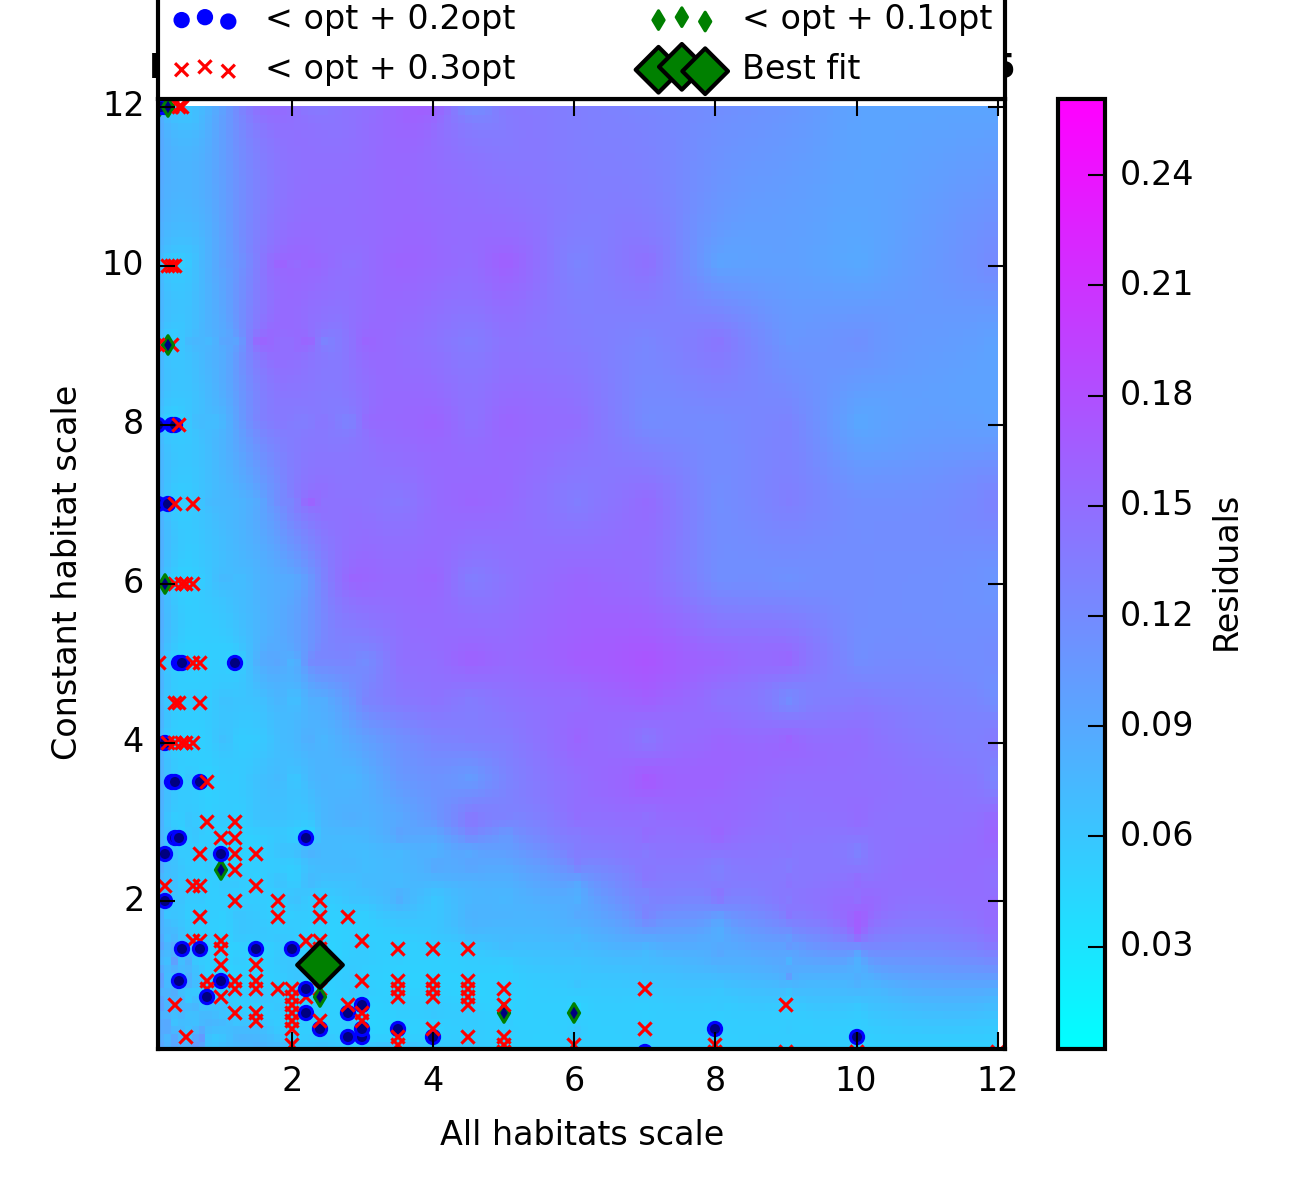 < opt + 0.2opt
< opt + 0.1opt
< opt + 0.3opt
Best fit
12
10
8
6
4
2
Constant habitat scale
2
4
6
8
10
12
All habitats scale
0.24
0.21
0.18
0.15
0.12
0.09
0.06
0.03
Residuals